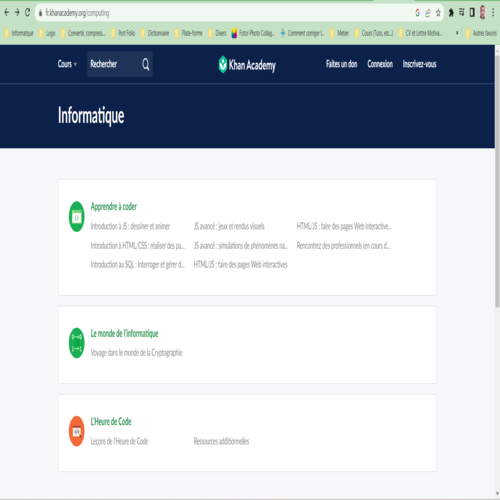 fr.khanacademy.org/computing
Informatique Logo Convertir, compress... Port Folio Dictionnaire Plate-forme Divers Fotor Photo Collag... Comment corriger l... Metier Cours (Tuto, etc...) CV et Lettre Motiva... » Autres favoris
Cours Rechercher Khan Academy Faites un don Connexion Inscrivez-vous
Informatique
Apprendre à coder
Introduction à JS : dessiner et animer JS avancé : jeux et rendus visuels HTML/JS : faire des pages Web interactive...
Introduction à HTML/CSS : réaliser des pa... JS avancé : simulations de phénomènes na... Rencontrez des professionnels (en cours d...
Introduction au SQL : Interroger et gérer d... HTML/JS : faire des pages Web interactives
Le monde de l'informatique
Voyage dans le monde de la Cryptographie
L'Heure de Code
Leçons de l'Heure de Code Ressources additionnelles